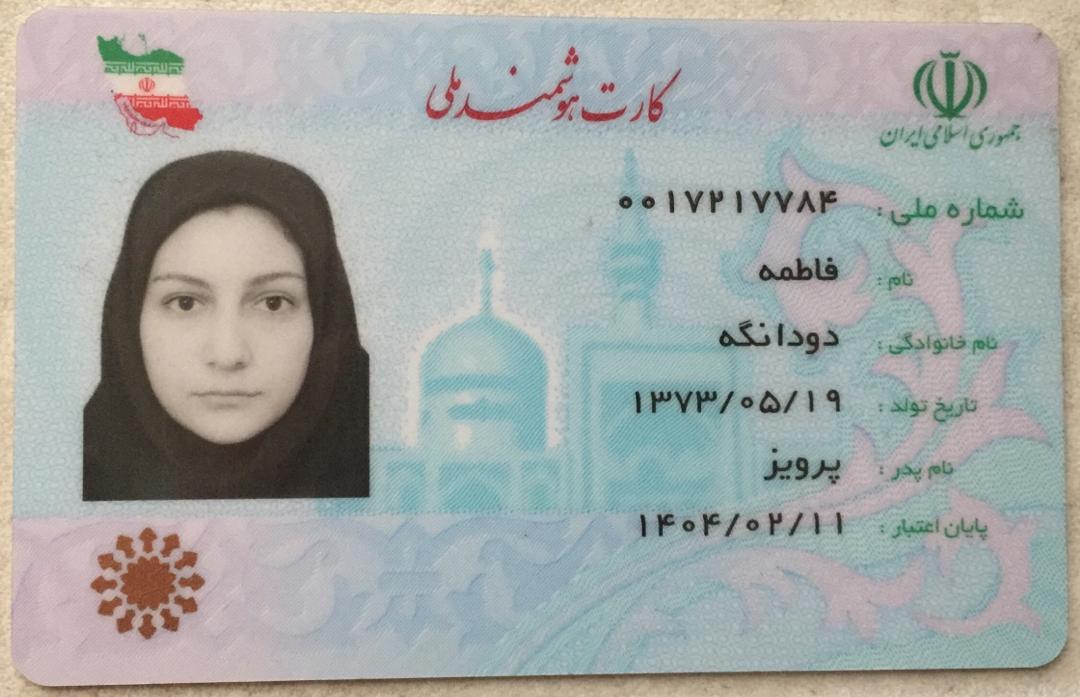 کارت هوشمند ملی
جمهوری اسلامی ایران
شماره ملی : ۰۰۱۷۲۱۷۷۸۴
نام : فاطمه
نام خانوادگی : دودانگه
تاریخ تولد : ۱۳۷۳/۰۵/۱۹
نام پدر : پرویز
پایان اعتبار : ۱۴۰۴/۰۲/۱۱